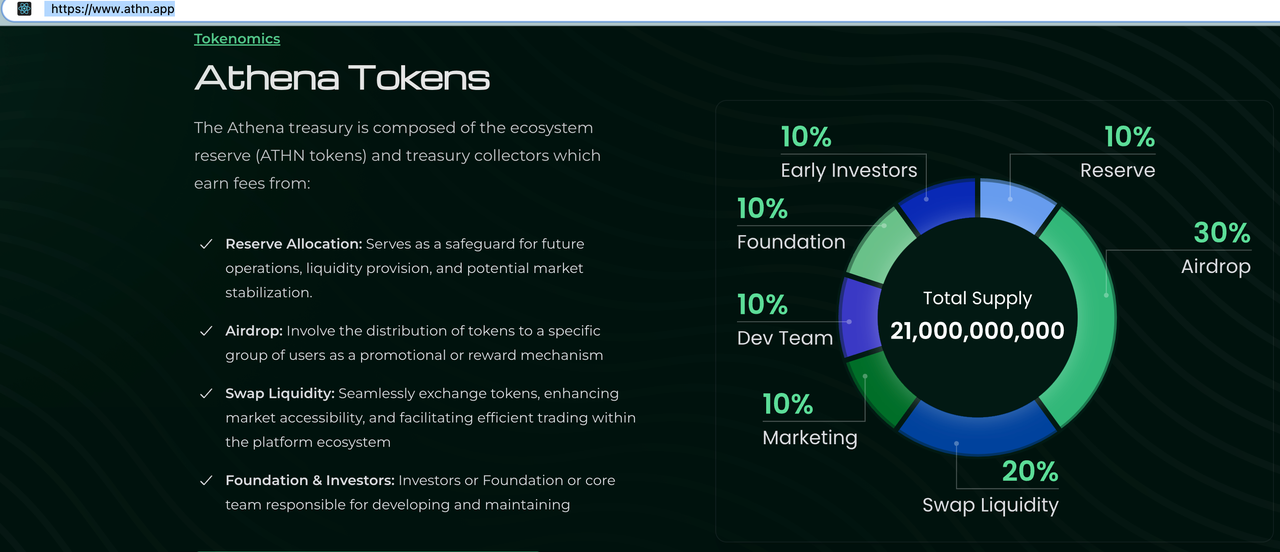 https://www.athn.app
Tokenomics
Athena Tokens
The Athena treasury is composed of the ecosystem
reserve (ATHN tokens) and treasury collectors which
earn fees from:
Reserve Allocation: Serves as a safeguard for future
operations, liquidity provision, and potential market
stabilization.
Airdrop: Involve the distribution of tokens to a specific
group of users as a promotional or reward mechanism
Swap Liquidity: Seamlessly exchange tokens, enhancing
market accessibility, and facilitating efficient trading within
the platform ecosystem
Foundation & Investors: Investors or Foundation or core
team responsible for developing and maintaining
10%
Early Investors
10%
Reserve
10%
Foundation
30%
Airdrop
10%
Dev Team
Total Supply
21,000,000,000
10%
Marketing
20%
Swap Liquidity